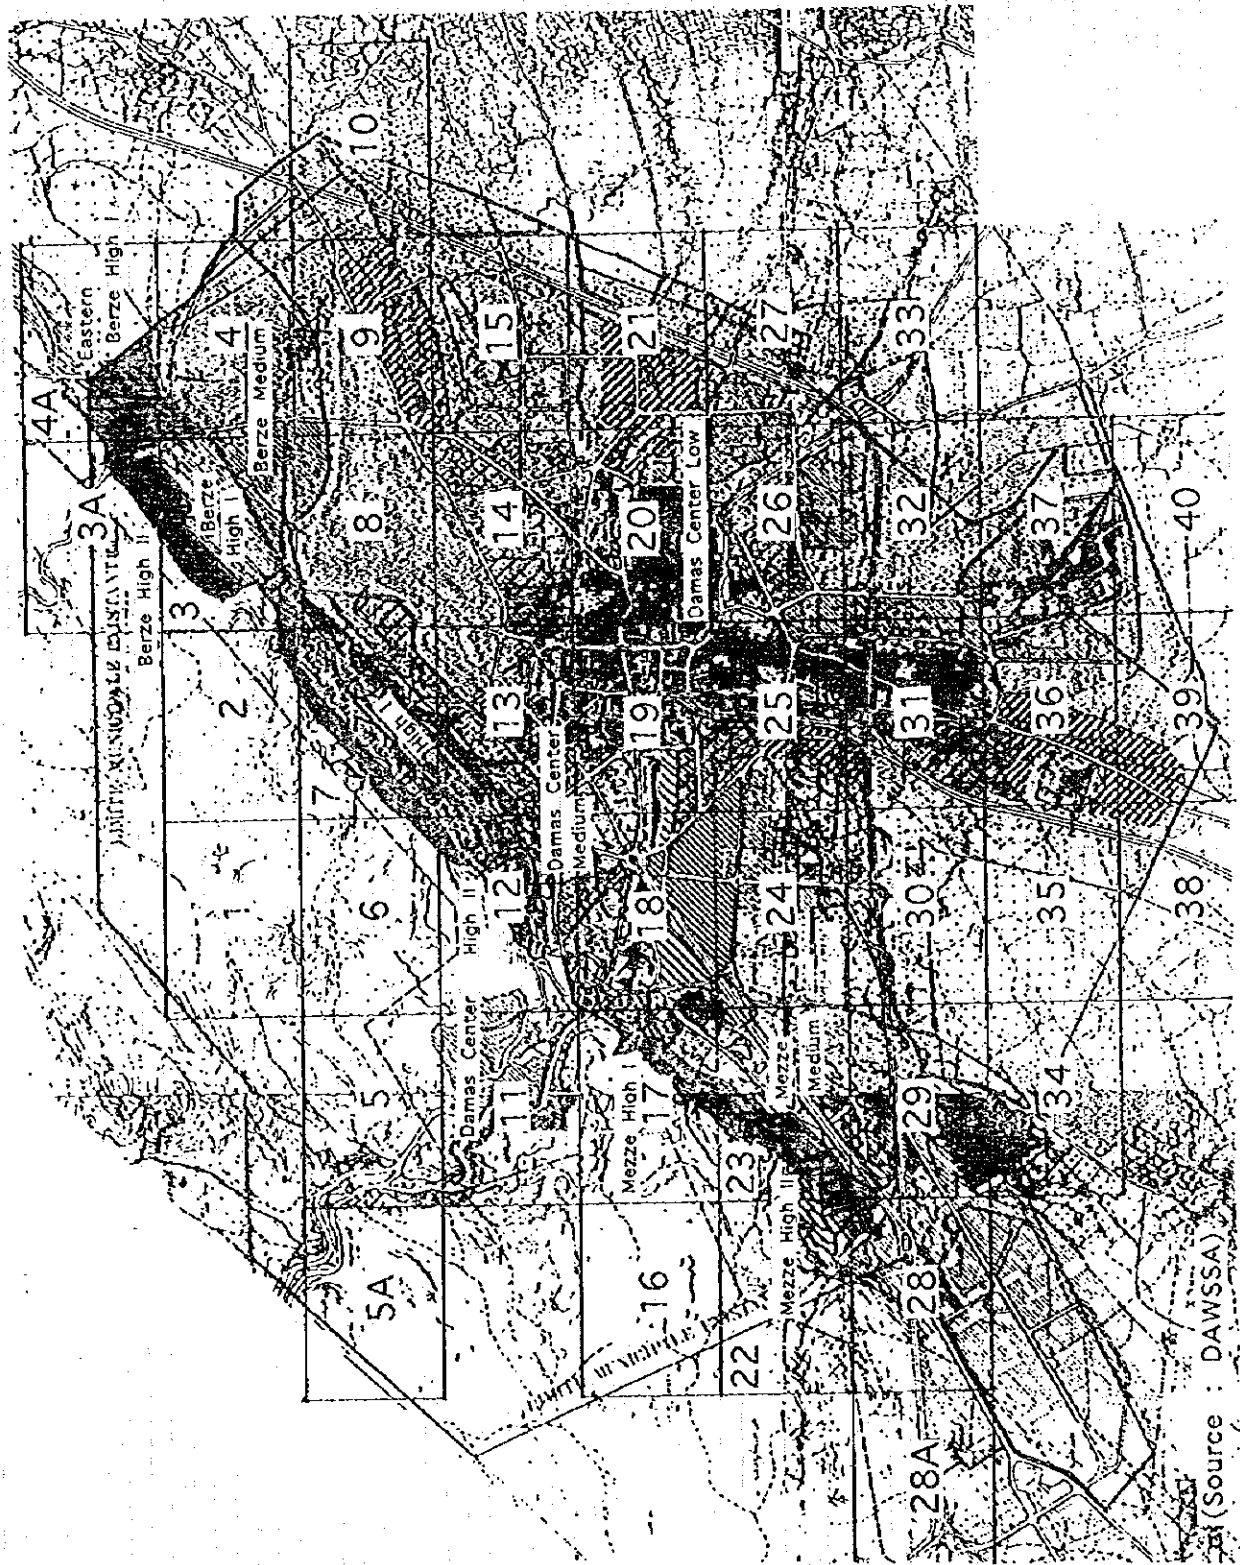 4A
3A
Eastern
Berze High I
Berze High II
3
1 2 4
Berze
High I
Berze Medium
5A 5 6 7 8 9 10
High I
Damas Center High II
11 12 13 14 15
Damas Center
Medium
Mezze High I
16 17 18 19 20 21
Damas Center Low
22 23 24 25 26 27
Mezze High II
Mezze
Medium
28A 28 29 30 31 32 33
34 35 36 37
38 39 40
(Source : DAWSSA)